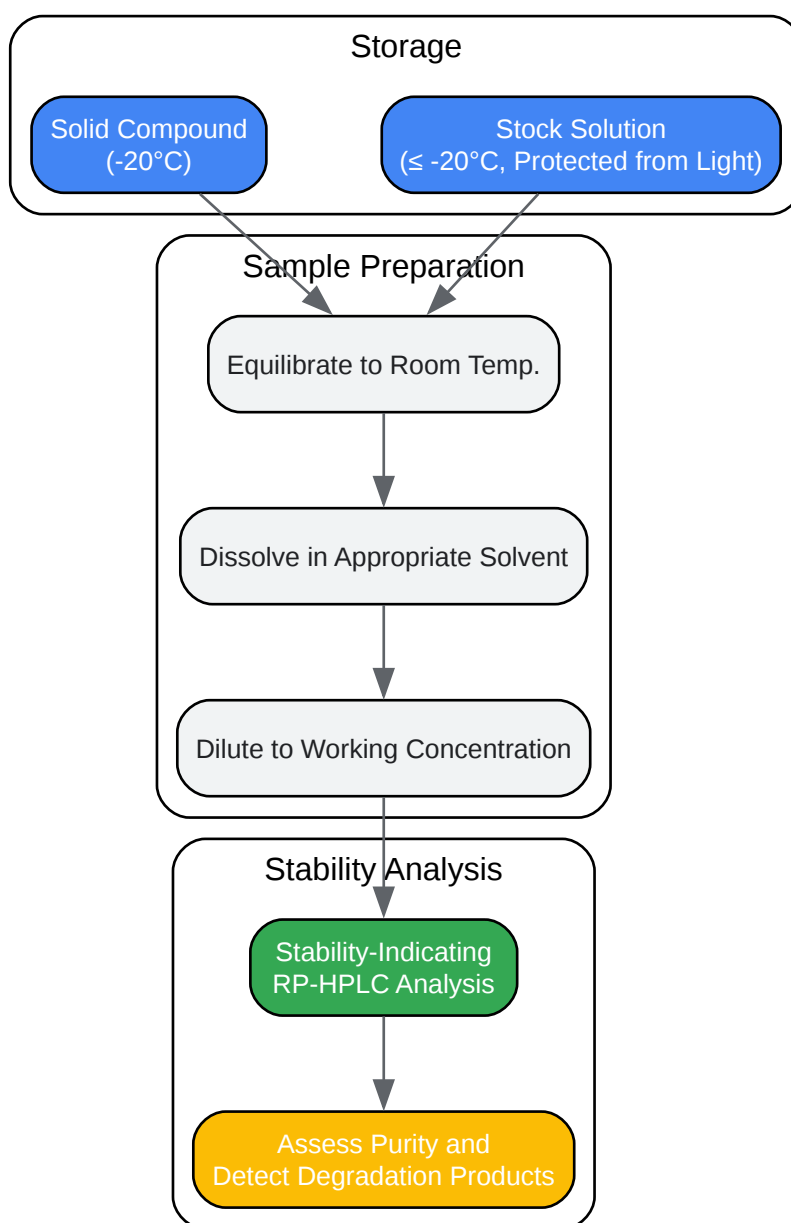 Storage
Solid Compound
(-20°C)
Stock Solution
(≤ -20°C, Protected from Light)
Sample Preparation
Equilibrate to Room Temp.
Dissolve in Appropriate Solvent
Dilute to Working Concentration
Stability Analysis
Stability-Indicating
RP-HPLC Analysis
Assess Purity and
Detect Degradation Products